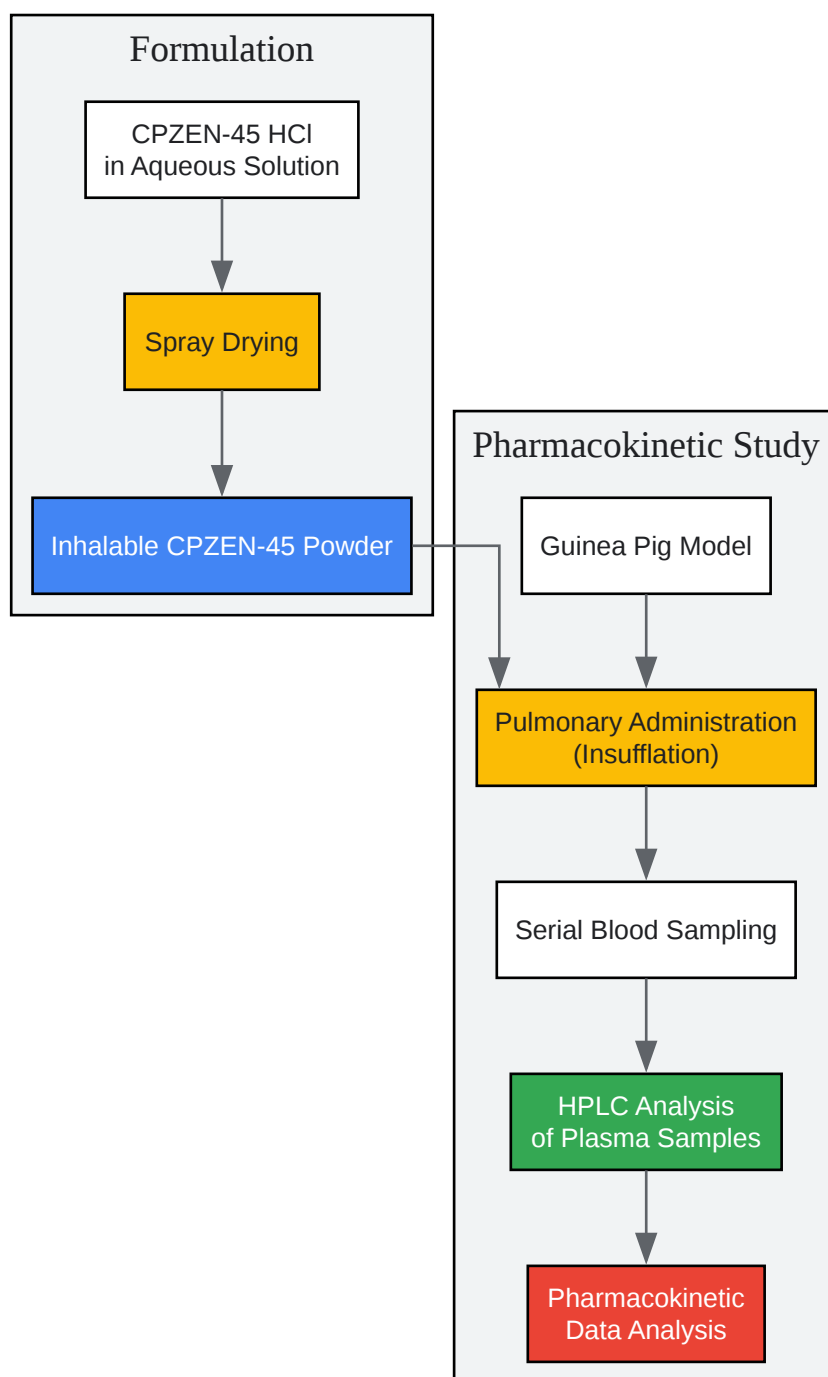 Formulation
CPZEN-45 HCl
in Aqueous Solution
Spray Drying
Inhalable CPZEN-45 Powder
Pharmacokinetic Study
Guinea Pig Model
Pulmonary Administration
(Insufflation)
Serial Blood Sampling
HPLC Analysis
of Plasma Samples
Pharmacokinetic
Data Analysis